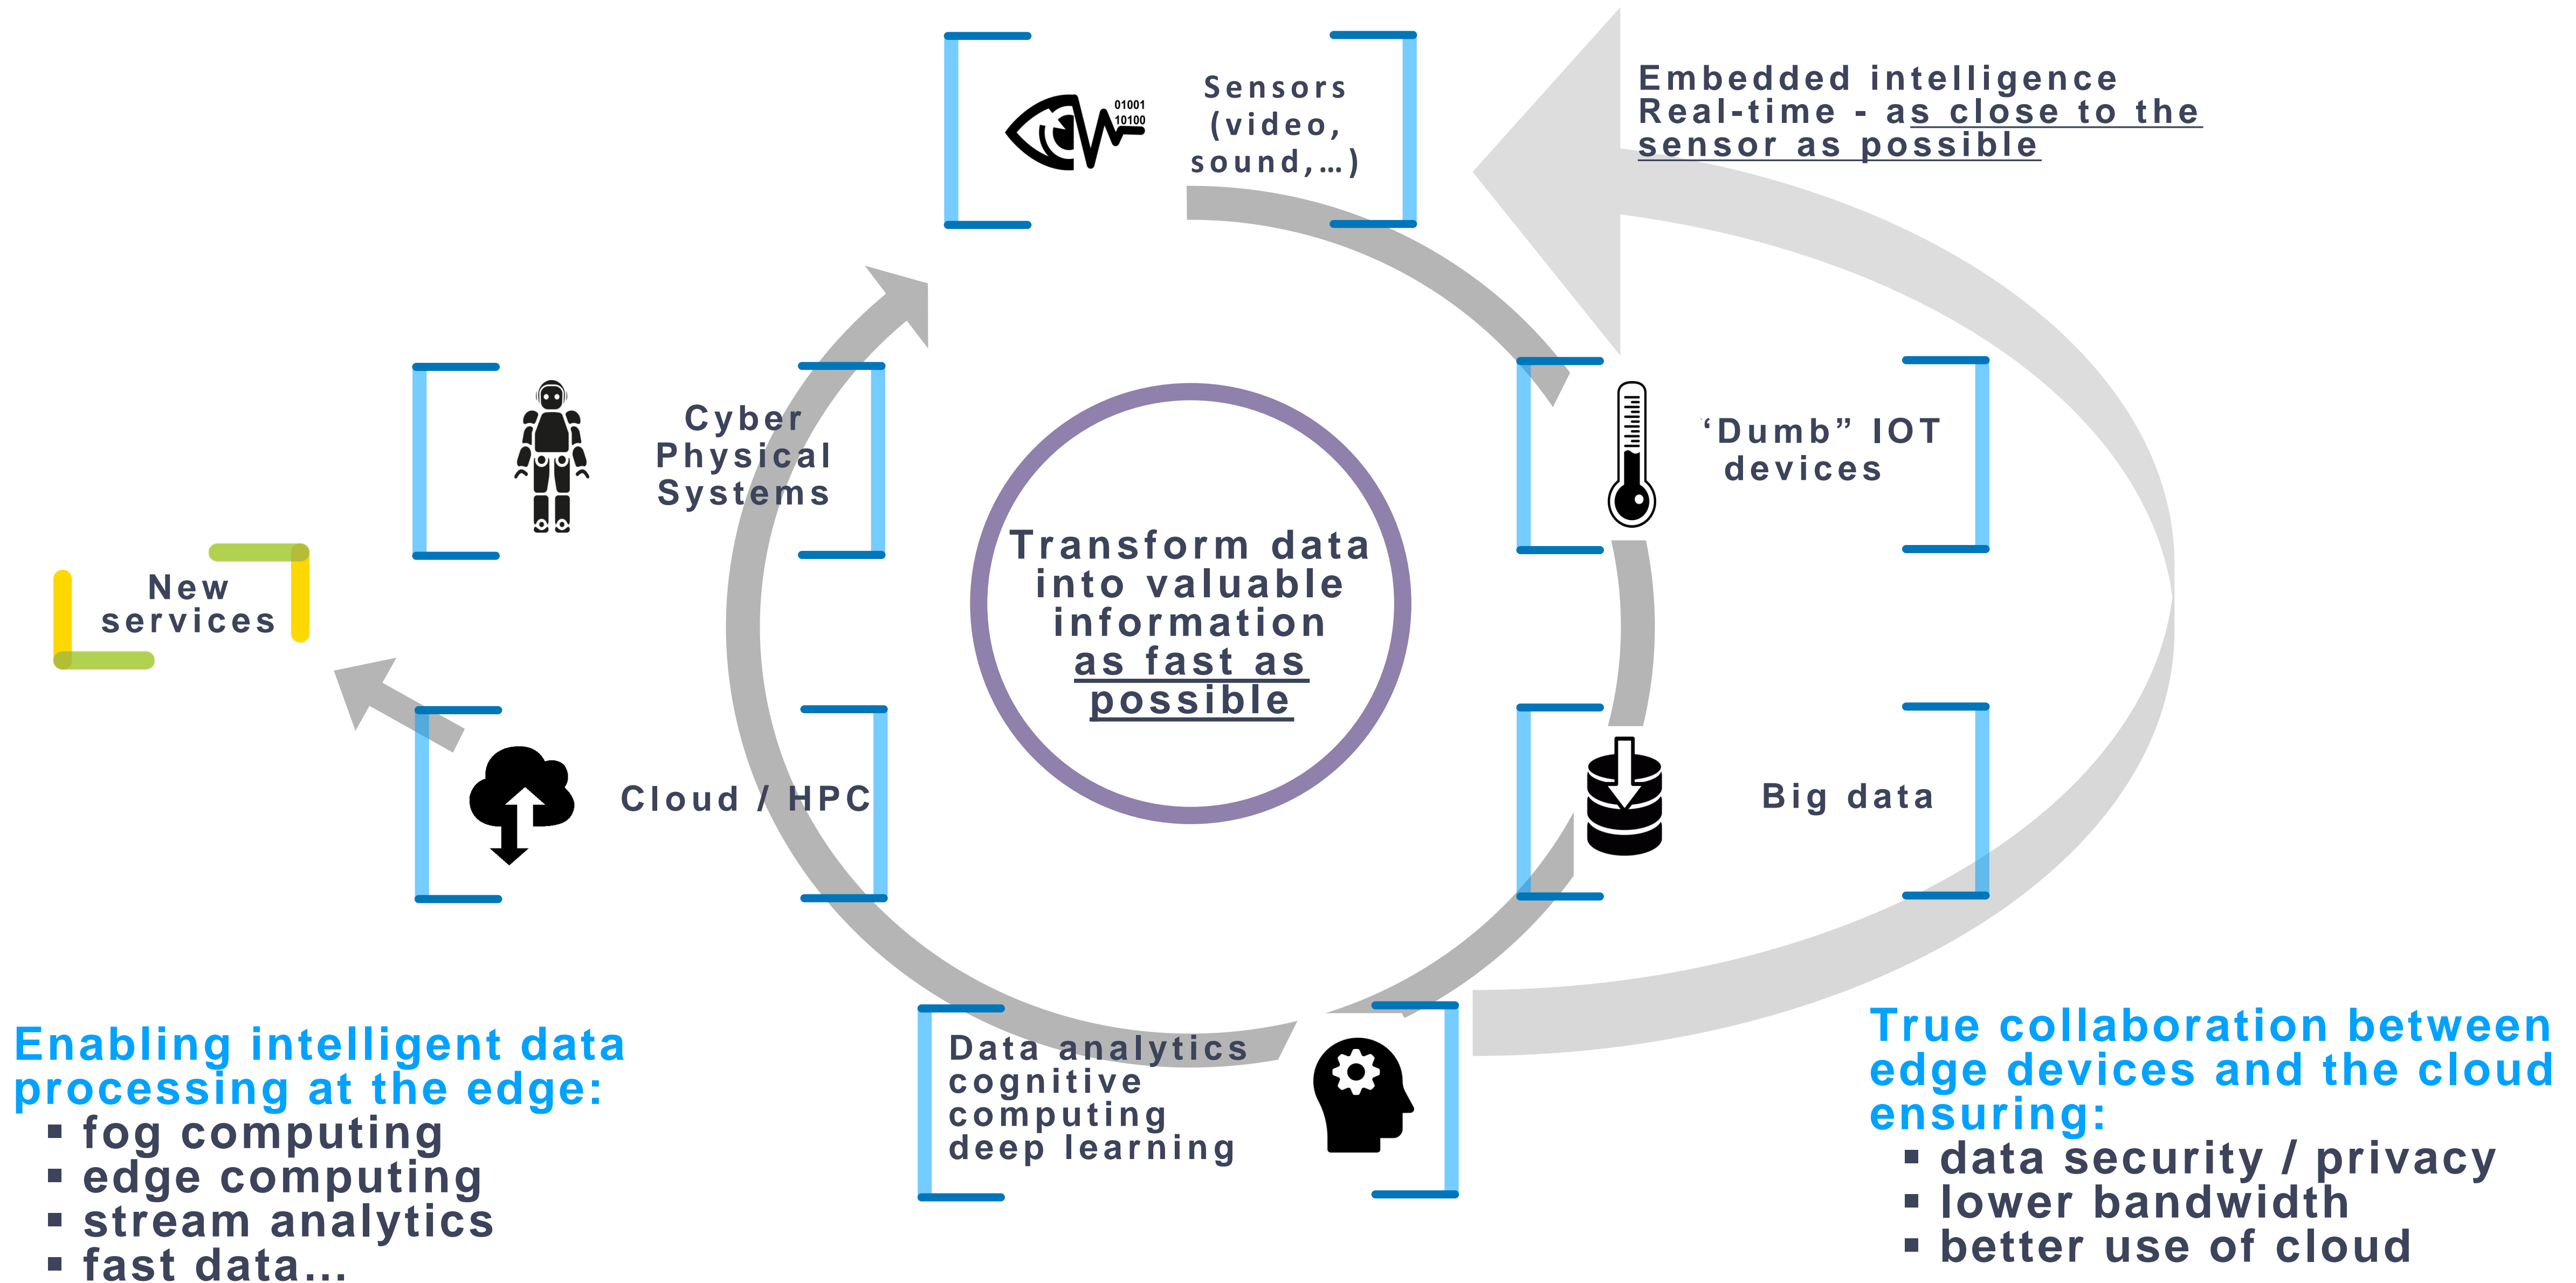 01001
10100
Sensors
(video,
sound,...)
Embedded intelligence
Real-time - as close to the
sensor as possible
Cyber
Physical
Systems
‘Dumb” IOT
devices
Transform data
into valuable
information
as fast as
possible
New
services
Cloud / HPC
Big data
Data analytics
cognitive
computing
deep learning
Enabling intelligent data
processing at the edge:
▪ fog computing
▪ edge computing
▪ stream analytics
▪ fast data...
True collaboration between
edge devices and the cloud
ensuring:
▪ data security / privacy
▪ lower bandwidth
▪ better use of cloud